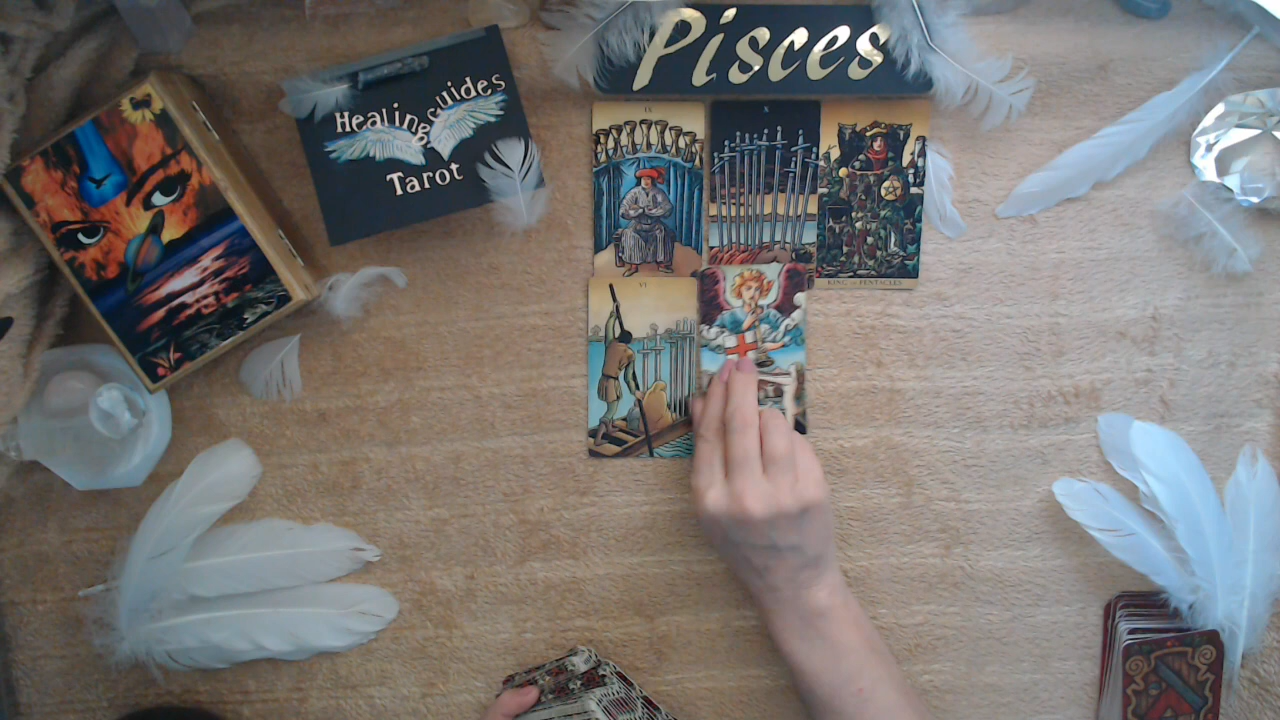 Pisces
Healing Guides
Tarot
IX
X
KING of PENTACLES
VI